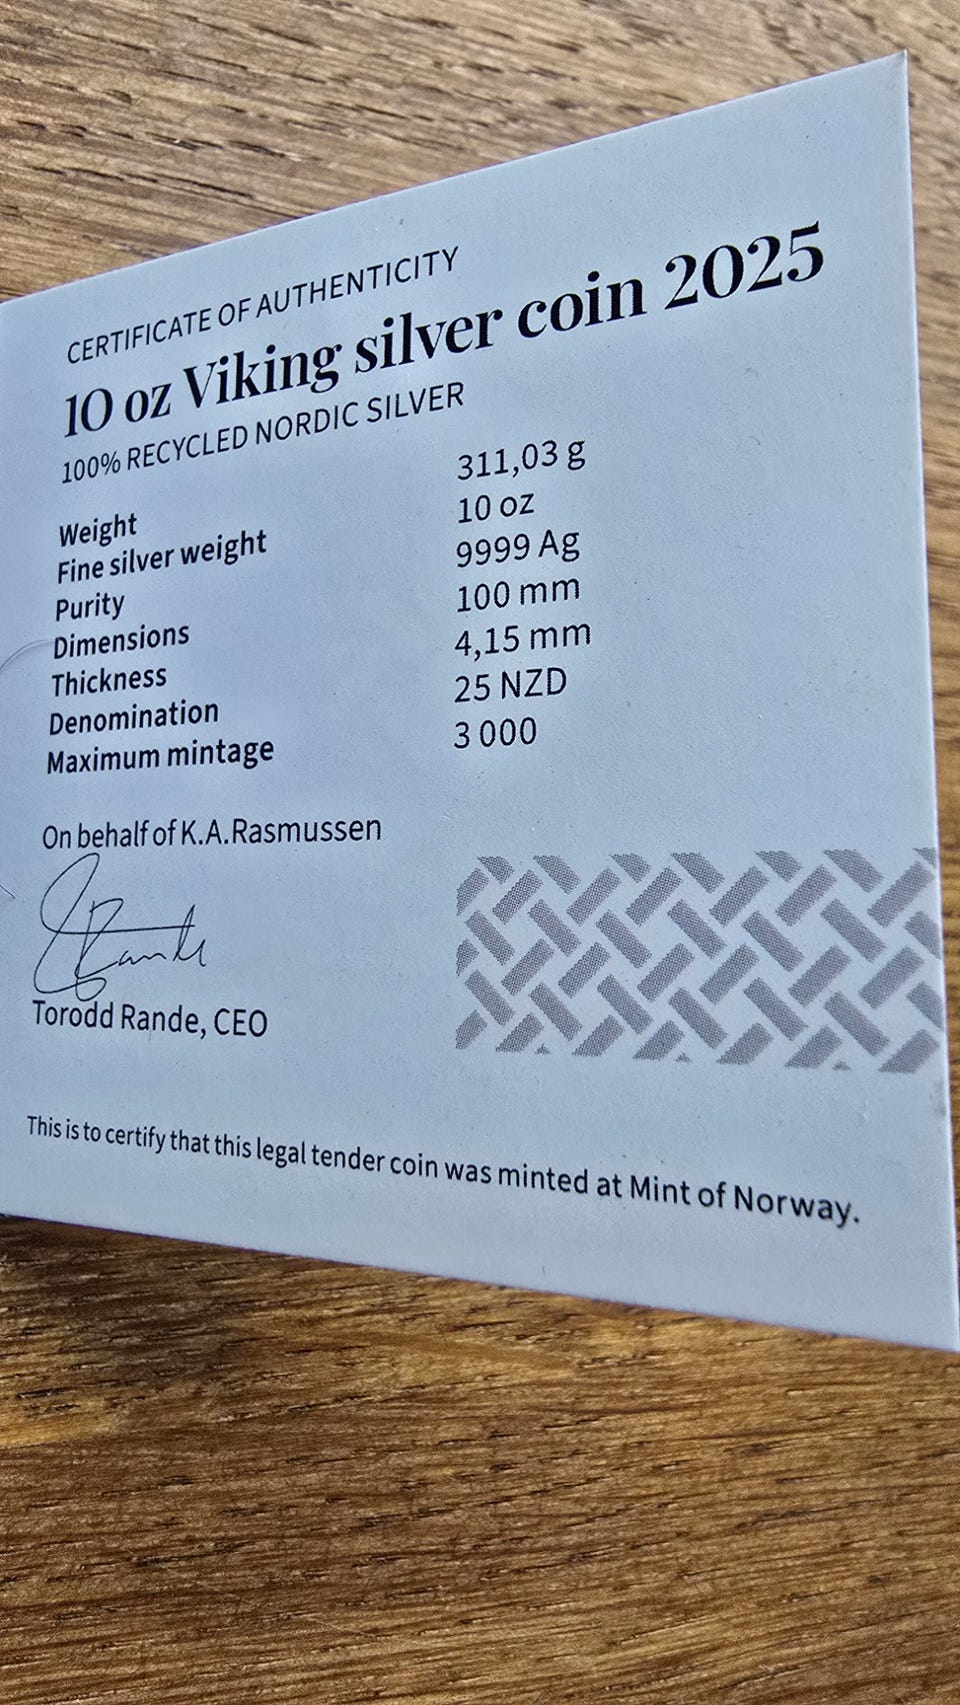 CERTIFICATE OF AUTHENTICITY
10 oz Viking silver coin 2025
100% RECYCLED NORDIC SILVER
Weight 311,03 g
Fine silver weight 10 oz
Purity 9999 Ag
Dimensions 100 mm
Thickness 4,15 mm
Denomination 25 NZD
Maximum mintage 3 000
On behalf of K.A.Rasmussen
Torodd Rande, CEO
This is to certify that this legal tender coin was minted at Mint of Norway.